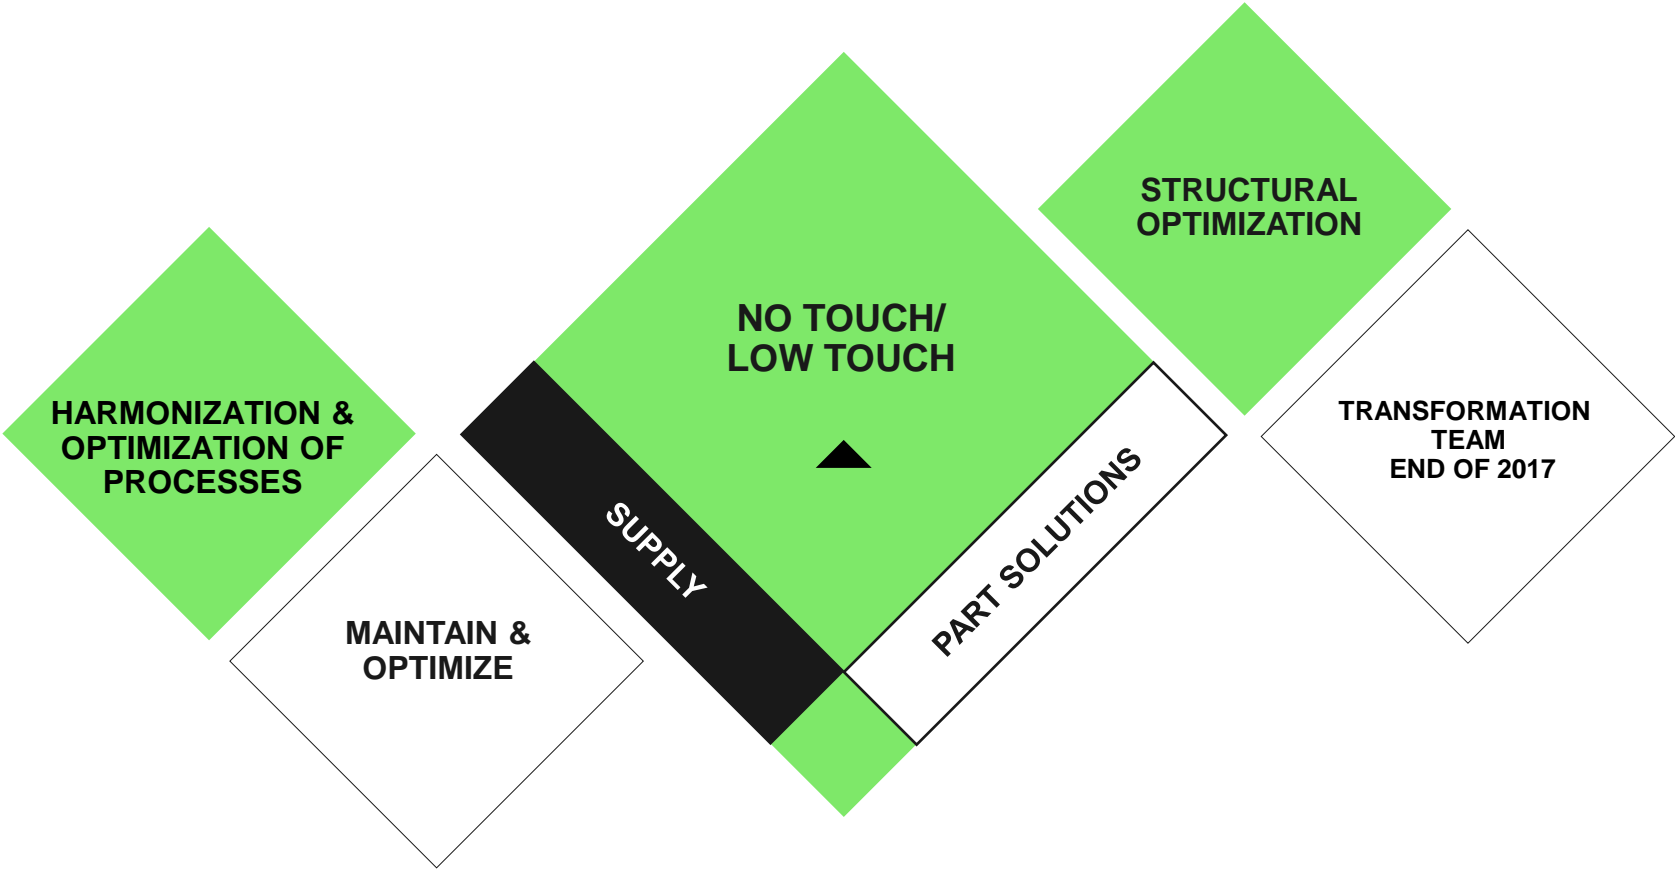 HARMONIZATION &
OPTIMIZATION OF
PROCESSES
MAINTAIN &
OPTIMIZE
NO TOUCH/
LOW TOUCH
SUPPLY
PART SOLUTIONS
STRUCTURAL
OPTIMIZATION
TRANSFORMATION
TEAM
END OF 2017